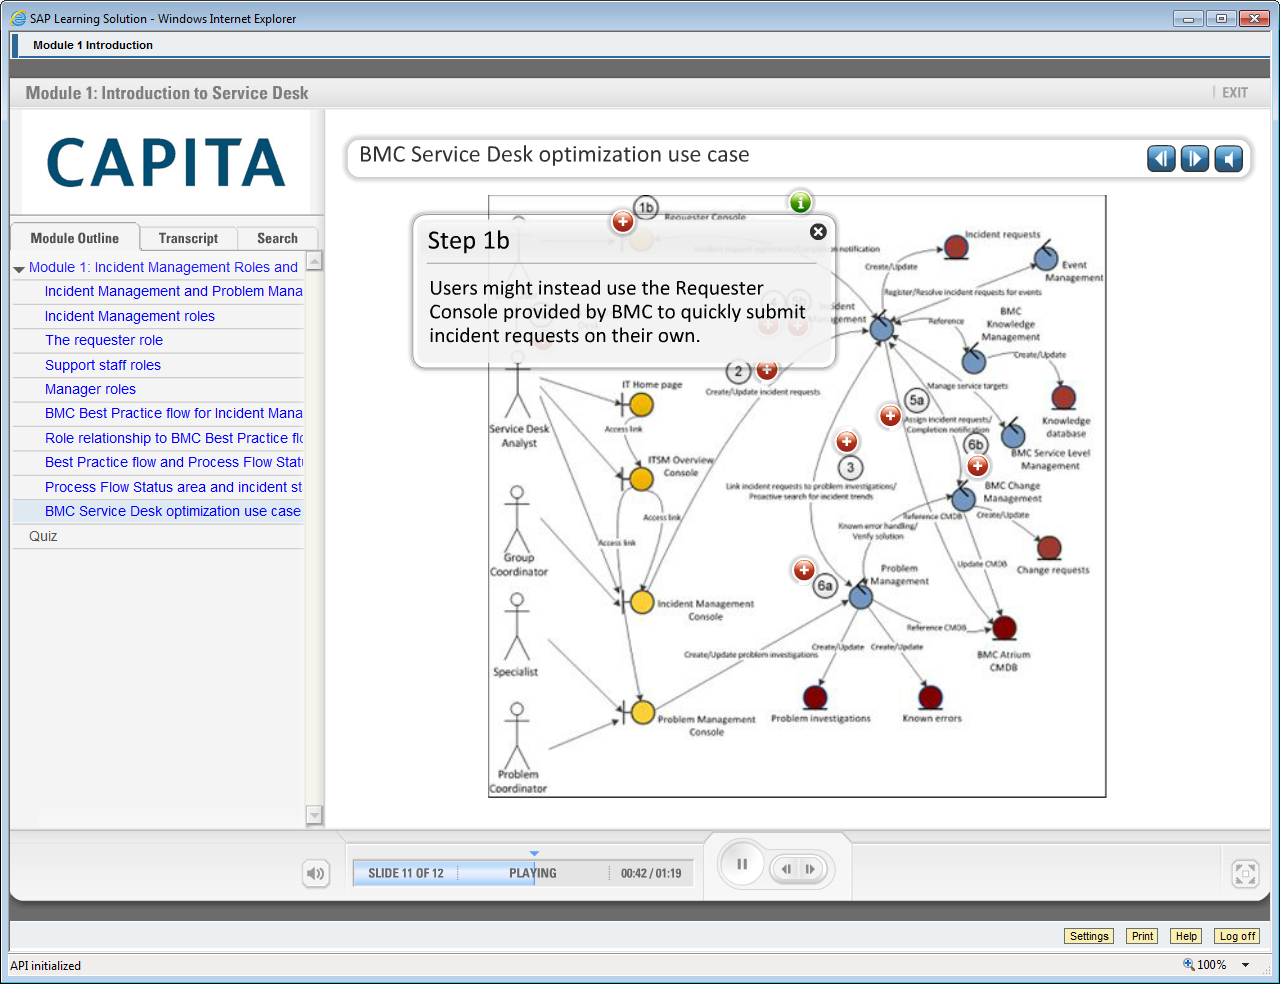 SAP Learning Solution - Windows Internet Explorer
Module 1 Introduction
Module 1: Introduction to Service Desk
EXIT
CAPITA
Module Outline
Transcript
Search
Module 1: Incident Management Roles and
Incident Management and Problem Mana
Incident Management roles
The requester role
Support staff roles
Manager roles
BMC Best Practice flow for Incident Mana
Role relationship to BMC Best Practice flo
Best Practice flow and Process Flow Statu
Process Flow Status area and incident st
BMC Service Desk optimization use case
Quiz
BMC Service Desk optimization use case
1b
Requester Console
Step 1b
Users might instead use the Requester
Console provided by BMC to quickly submit
incident requests on their own.
notification
Incident requests
Create/Update
Event
Management
Register/Resolve incident requests for events
BMC
Knowledge
Management
Reference
Create/Update
Manage service targets
Knowledge
database
2
Create/Update incident requests
IT Home page
Service Desk
Analyst
Access link
5a
Assign incident requests/
Completion notification
6b
BMC Service Level
Management
ITSM Overview
Console
3
Link incident requests to problem investigations/
Proactive search for incident trends
BMC Change
Management
Access link
Reference CMDB
Create/Update
Known error handling/
Verify solution
Access link
Group
Coordinator
Update CMDB
Change requests
Problem
Management
6a
Incident Management
Console
Reference CMDB
Create/Update
Create/Update
Create/Update problem investigations
BMC Atrium
CMDB
Specialist
Problem Management
Console
Problem investigations
Known errors
Problem
Coordinator
SLIDE 11 OF 12
PLAYING
00:42 / 01:19
Settings
Print
Help
Log off
API initialized
100%